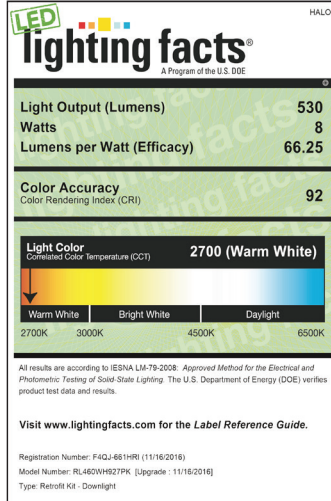 HALO
LED
lighting facts®
A Program of the U.S. DOE
Light Output (Lumens) 530
Watts 8
Lumens per Watt (Efficacy) 66.25
Color Accuracy
Color Rendering Index (CRI) 92
Light Color
Correlated Color Temperature (CCT) 2700 (Warm White)
Warm White Bright White Daylight
2700K 3000K 4500K 6500K
All results are according to IESNA LM-79-2008: Approved Method for the Electrical and
Photometric Testing of Solid-State Lighting. The U.S. Department of Energy (DOE) verifies
product test data and results.
Visit www.lightingfacts.com for the Label Reference Guide.
Registration Number: F4QJ-661HRI (11/16/2016)
Model Number: RL460WH927PK [Upgrade : 11/16/2016]
Type: Retrofit Kit - Downlight